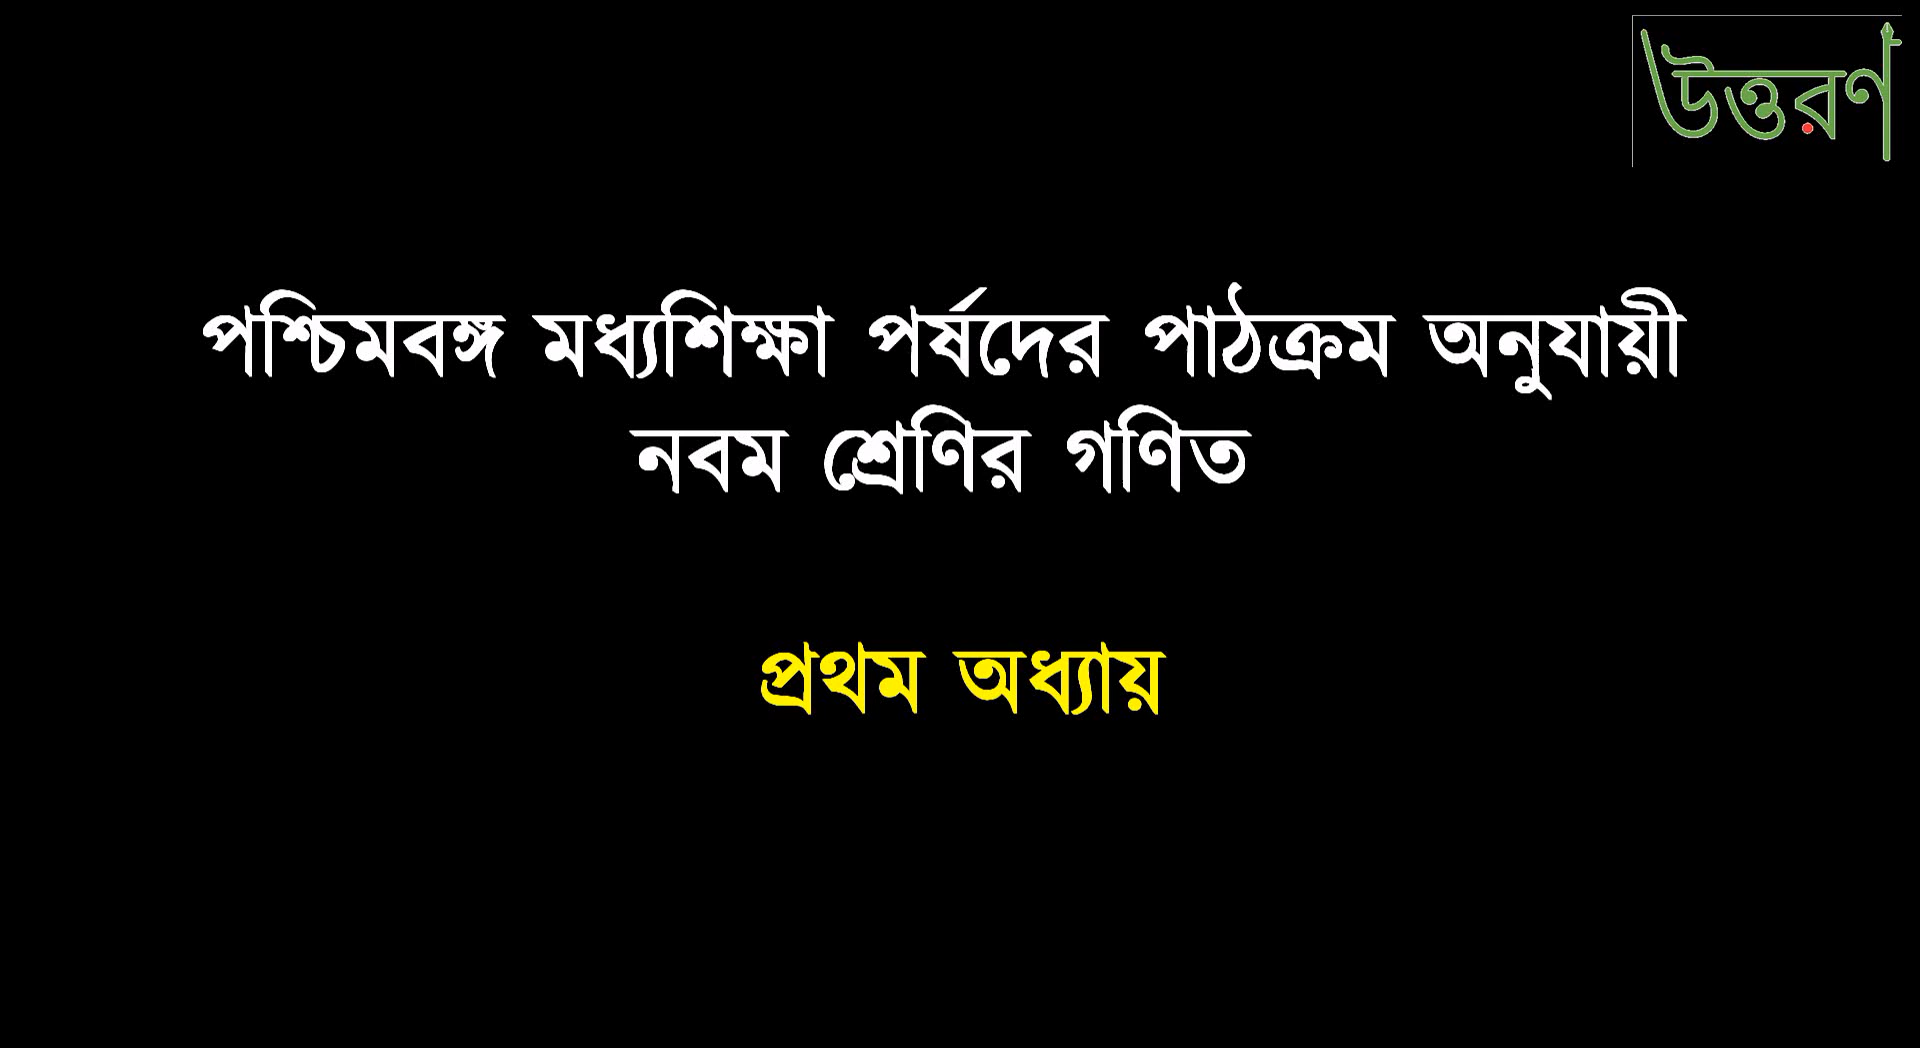 উত্তরণ
পশ্চিমবঙ্গ মধ্যশিক্ষা পর্ষদের পাঠক্রম অনুযায়ী
নবম শ্রেণির গণিত
প্রথম অধ্যায়